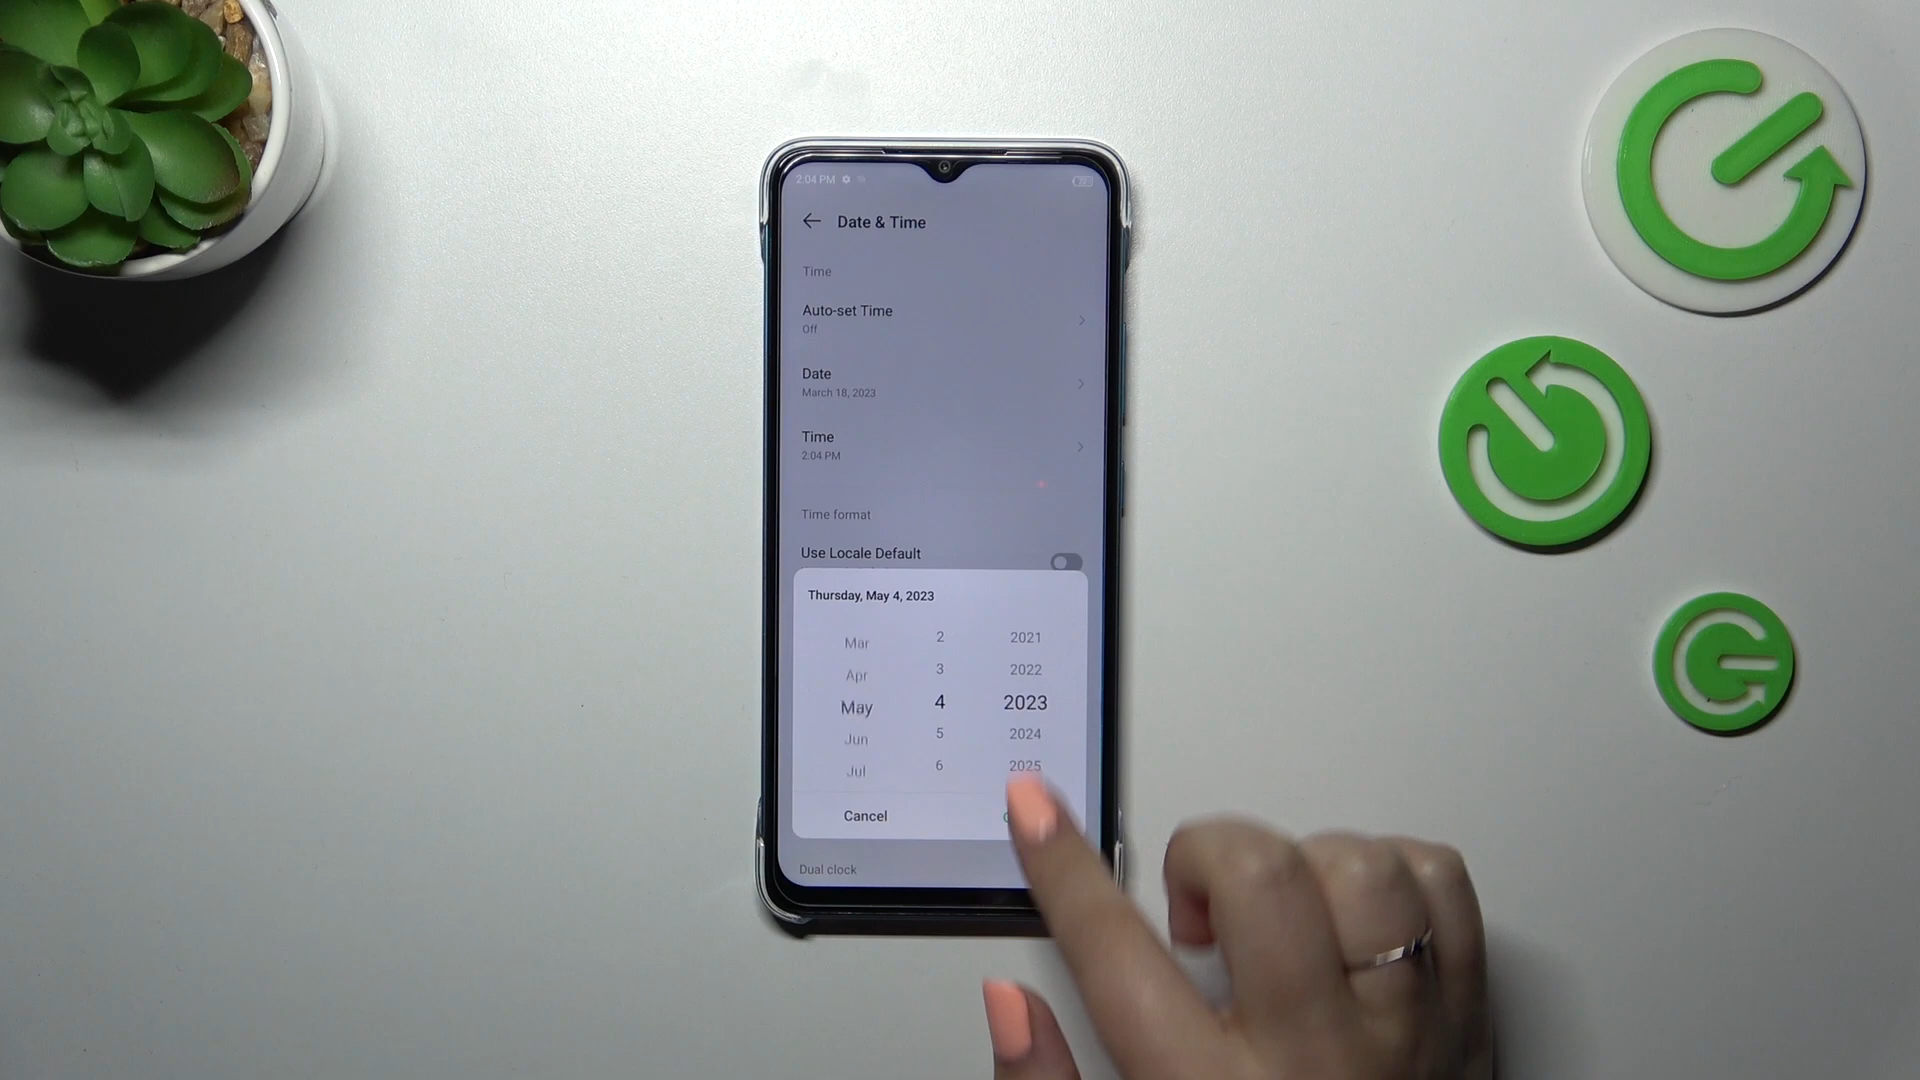 2:04 PM
Date & Time
Time
Auto-set Time
Off
Date
March 18, 2023
Time
2:04 PM
Time format
Use Locale Default
Thursday, May 4, 2023
Mar 2 2021
Apr 3 2022
May 4 2023
Jun 5 2024
Jul 6 2025
Cancel
Dual clock